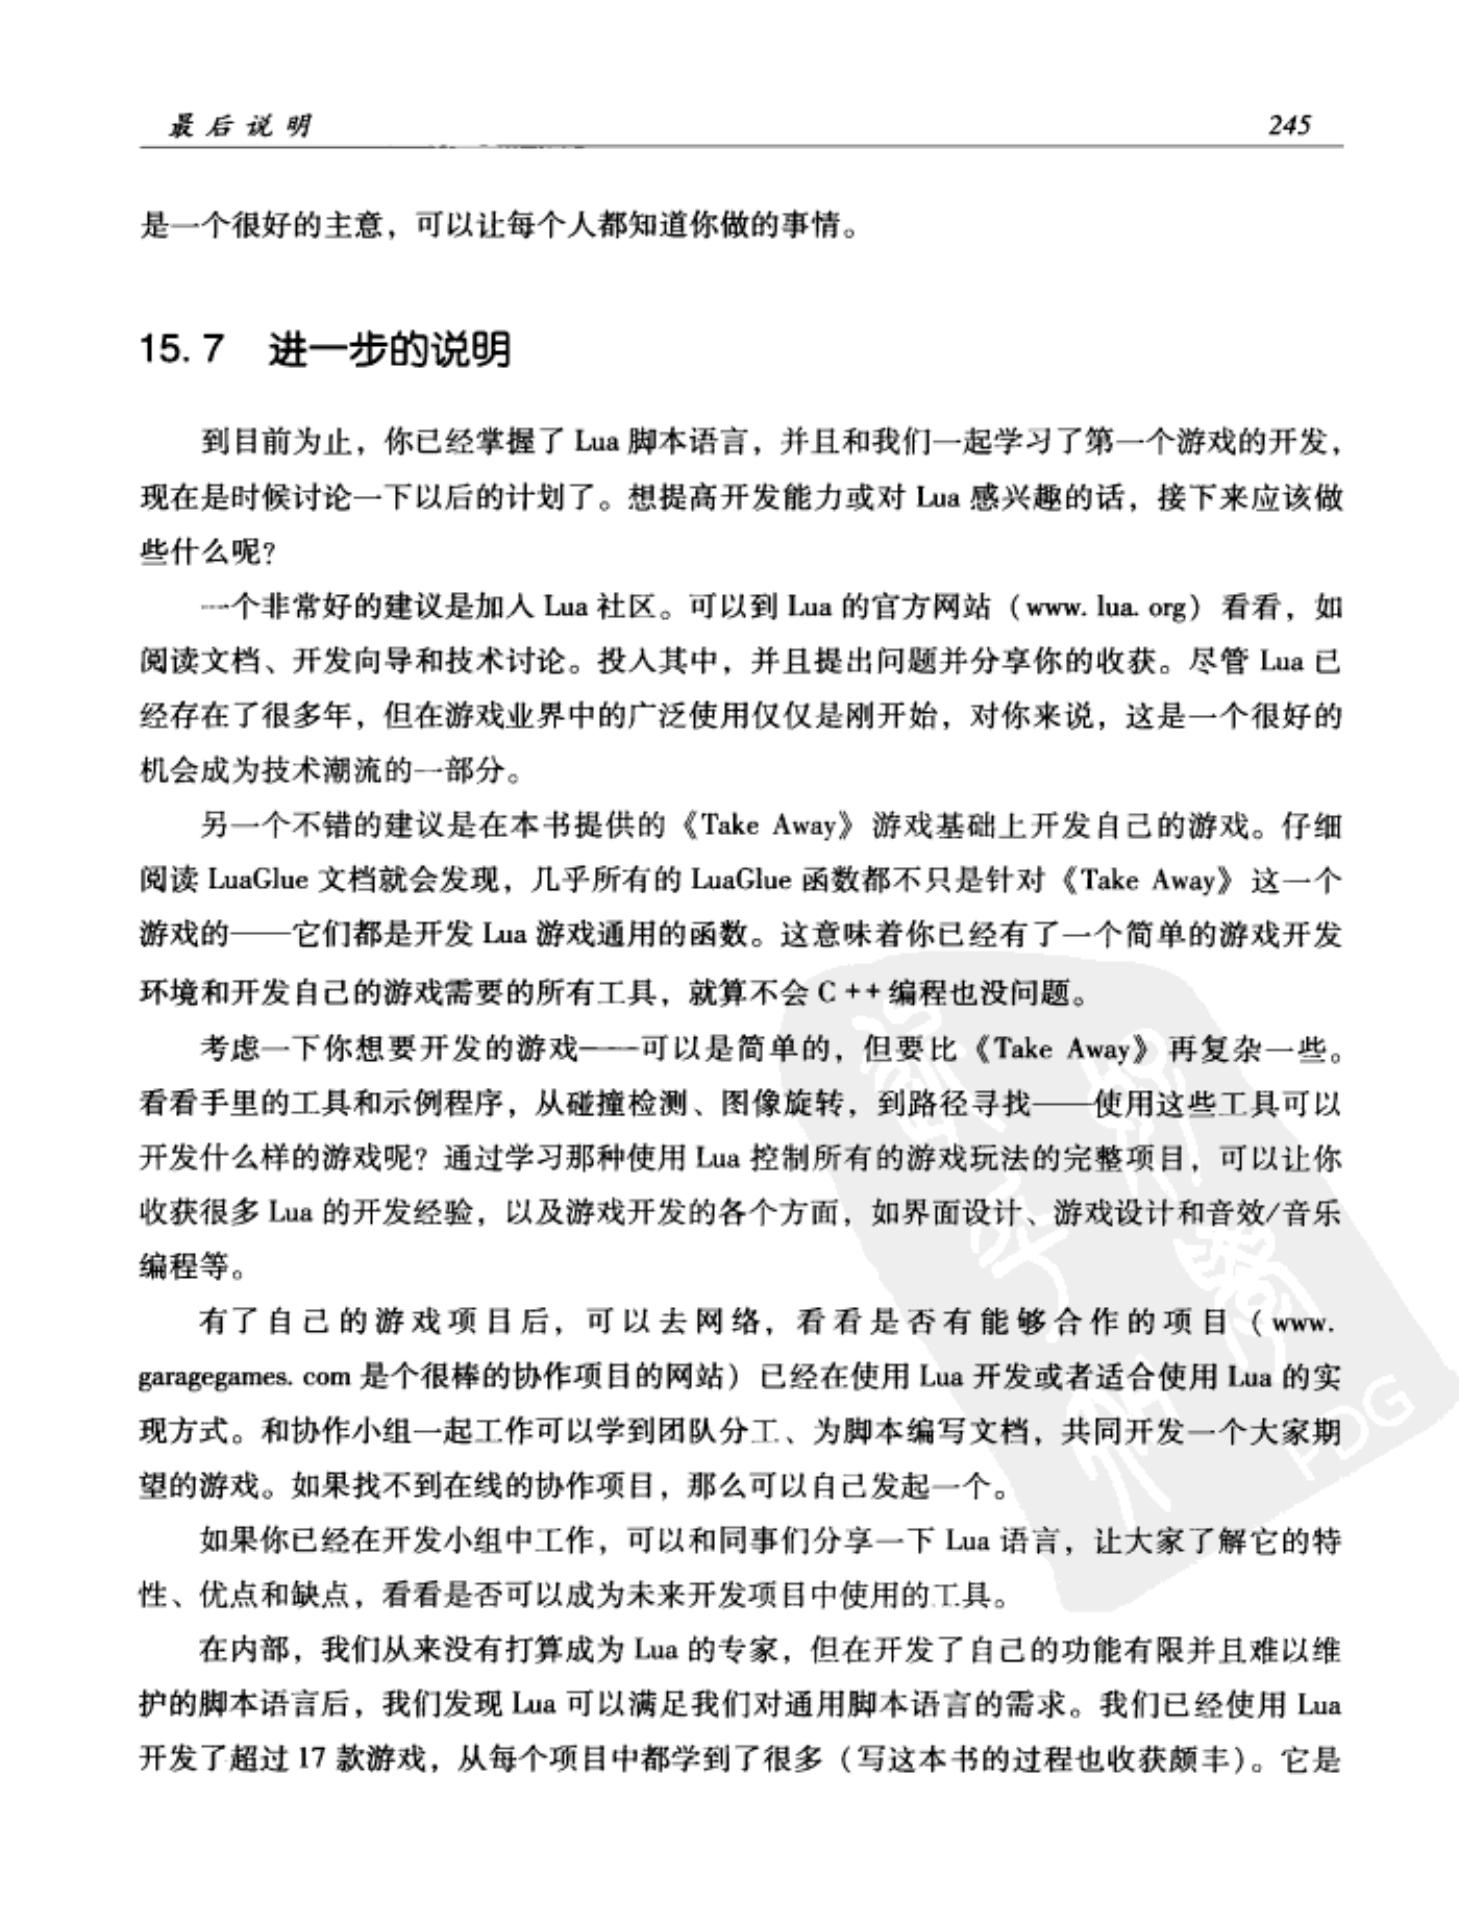 最后说明 245
是一个很好的主意，可以让每个人都知道你做的事情。
15.7 进一步的说明
到目前为止，你已经掌握了 Lua 脚本语言，并且和我们一起学习了第一个游戏的开发，
现在是时候讨论一下以后的计划了。想提高开发能力或对 Lua 感兴趣的话，接下来应该做
些什么呢？
一个非常好的建议是加人 Lua 社区。可以到 Lua 的官方网站（www. lua. org）看看，如
阅读文档、开发向导和技术讨论。投入其中，并且提出问题并分享你的收获。尽管 Lua 已
经存在了很多年，但在游戏业界中的广泛使用仅仅是刚开始，对你来说，这是一个很好的
机会成为技术潮流的一部分。
另一个不错的建议是在本书提供的《Take Away》游戏基础上开发自己的游戏。仔细
阅读 LuaGlue 文档就会发现，几乎所有的 LuaGlue 函数都不只是针对《Take Away》这一个
游戏的——它们都是开发 Lua 游戏通用的函数。这意味着你已经有了一个简单的游戏开发
环境和开发自己的游戏需要的所有工具，就算不会 C ++ 编程也没问题。
考虑一下你想要开发的游戏——可以是简单的，但要比《Take Away》再复杂一些。
看看手里的工具和示例程序，从碰撞检测、图像旋转，到路径寻找——使用这些工具可以
开发什么样的游戏呢？通过学习那种使用 Lua 控制所有的游戏玩法的完整项目，可以让你
收获很多 Lua 的开发经验，以及游戏开发的各个方面，如界面设计、游戏设计和音效/音乐
编程等。
有了自己的游戏项目后，可以去网络，看看是否有能够合作的项目（www.
garagegames. com 是个很棒的协作项目的网站）已经在使用 Lua 开发或者适合使用 Lua 的实
现方式。和协作小组一起工作可以学到团队分工、为脚本编写文档，共同开发一个大家期
望的游戏。如果找不到在线的协作项目，那么可以自己发起一个。
如果你已经在开发小组中工作，可以和同事们分享一下 Lua 语言，让大家了解它的特
性、优点和缺点，看看是否可以成为未来开发项目中使用的工具。
在内部，我们从来没有打算成为 Lua 的专家，但在开发了自己的功能有限并且难以维
护的脚本语言后，我们发现 Lua 可以满足我们对通用脚本语言的需求。我们已经使用 Lua
开发了超过 17 款游戏，从每个项目中都学到了很多（写这本书的过程也收获颇丰）。它是
PDG